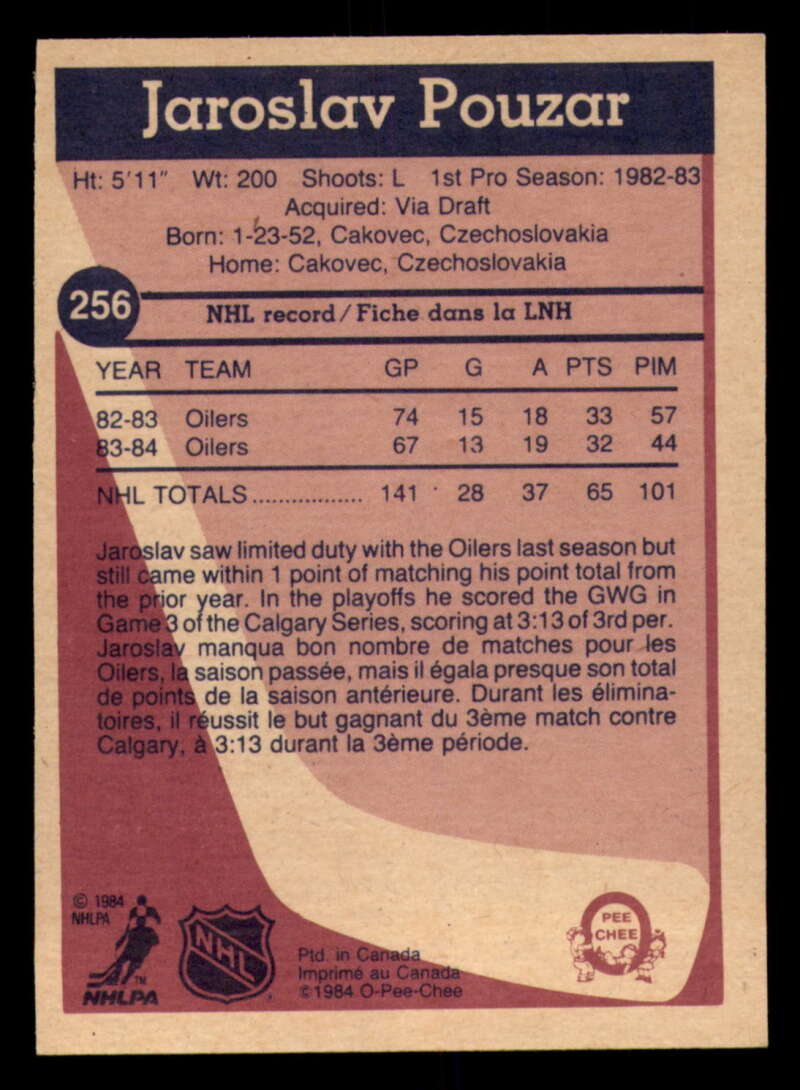 Jaroslav Pouzar
Ht: 5'11" Wt: 200 Shoots: L 1st Pro Season: 1982-83
Acquired: Via Draft
Born: 1-23-52, Cakovec, Czechoslovakia
Home: Cakovec, Czechoslovakia
256
NHL record/Fiche dans la LNH
YEAR TEAM GP G A PTS PIM
82-83 Oilers 74 15 18 33 57
83-84 Oilers 67 13 19 32 44
NHL TOTALS................. 141 28 37 65 101
Jaroslav saw limited duty with the Oilers last season but
still came within 1 point of matching his point total from
the prior year. In the playoffs he scored the GWG in
Game 3 of the Calgary Series, scoring at 3:13 of 3rd per.
Jaroslav manqua bon nombre de matches pour les
Oilers, la saison passée, mais il égala presque son total
de points de la saison antérieure. Durant les élimina-
toires, il réussit le but gagnant du 3ème match contre
Calgary, à 3:13 durant la 3ème période.
© 1984
NHLPA
TM
NHLPA
NHL
Ptd. in Canada
Imprimé au Canada
©1984 O-Pee-Chee
PEE
CHEE